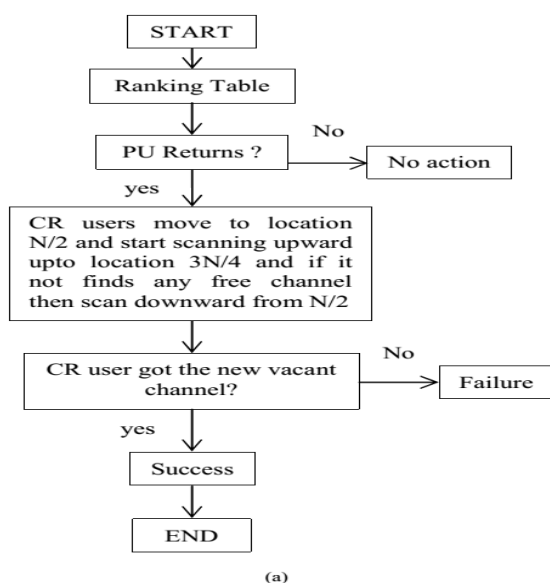 START
Ranking Table
PU Returns ?
No
No action
yes
CR users move to location
N/2 and start scanning upward
upto location 3N/4 and if it
not finds any free channel
then scan downward from N/2
CR user got the new vacant
channel?
No
Failure
yes
Success
END
(a)